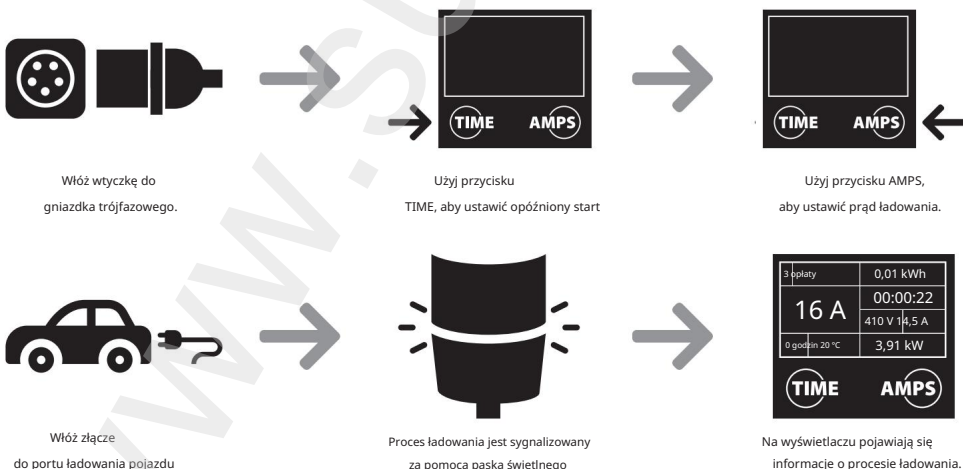 TIME AMPS
TIME AMPS
Włóż wtyczkę do
gniazdka trójfazowego.
Użyj przycisku
TIME, aby ustawić opóźniony start
Użyj przycisku AMPS,
aby ustawić prąd ładowania.
3 opłaty
0,01 kWh
16 A
00:00:22
410 V 14,5 A
0 godzin 20 °C
3,91 kW
TIME AMPS
Włóż złącze
do portu ładowania pojazdu
Proces ładowania jest sygnalizowany
za pomocą paska świetlnego
Na wyświetlaczu pojawiają się
informacje o procesie ładowania.
www.s